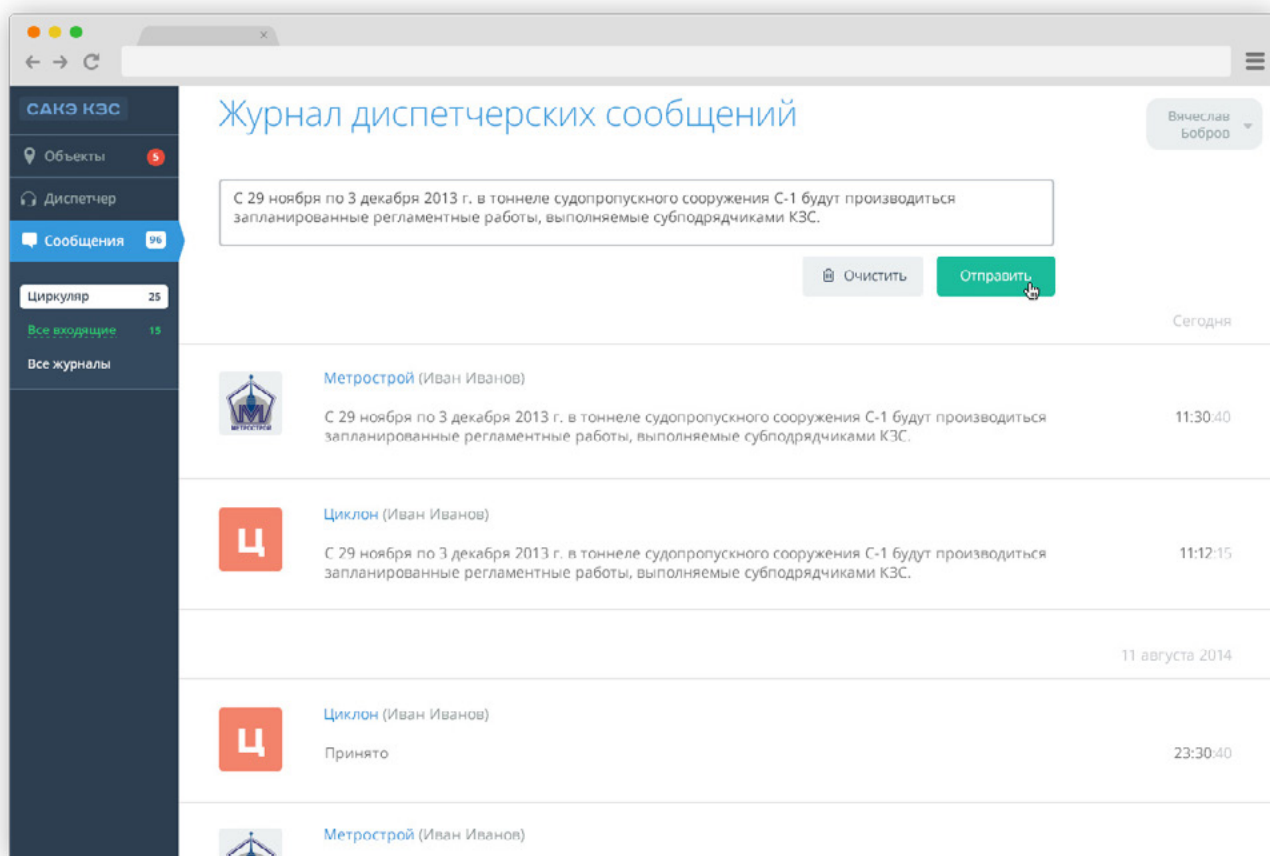 САКЭ КЗС
Объекты 5
Диспетчер
Сообщения 96
Циркуляр 25
Все входящие 15
Все журналы
Журнал диспетчерских сообщений
Вячеслав
Бобров
С 29 ноября по 3 декабря 2013 г. в тоннеле судопропускного сооружения С-1 будут производиться
запланированные регламентные работы, выполняемые субподрядчиками КЗС.
Очистить
Отправить
Сегодня
Метрострой (Иван Иванов)
МЕТРОСТРОЙ
С 29 ноября по 3 декабря 2013 г. в тоннеле судопропускного сооружения С-1 будут производиться
запланированные регламентные работы, выполняемые субподрядчиками КЗС.
11:30:40
Циклон (Иван Иванов)
Ц
С 29 ноября по 3 декабря 2013 г. в тоннеле судопропускного сооружения С-1 будут производиться
запланированные регламентные работы, выполняемые субподрядчиками КЗС.
11:12:15
11 августа 2014
Циклон (Иван Иванов)
Ц
Принято
23:30:40
Метрострой (Иван Иванов)